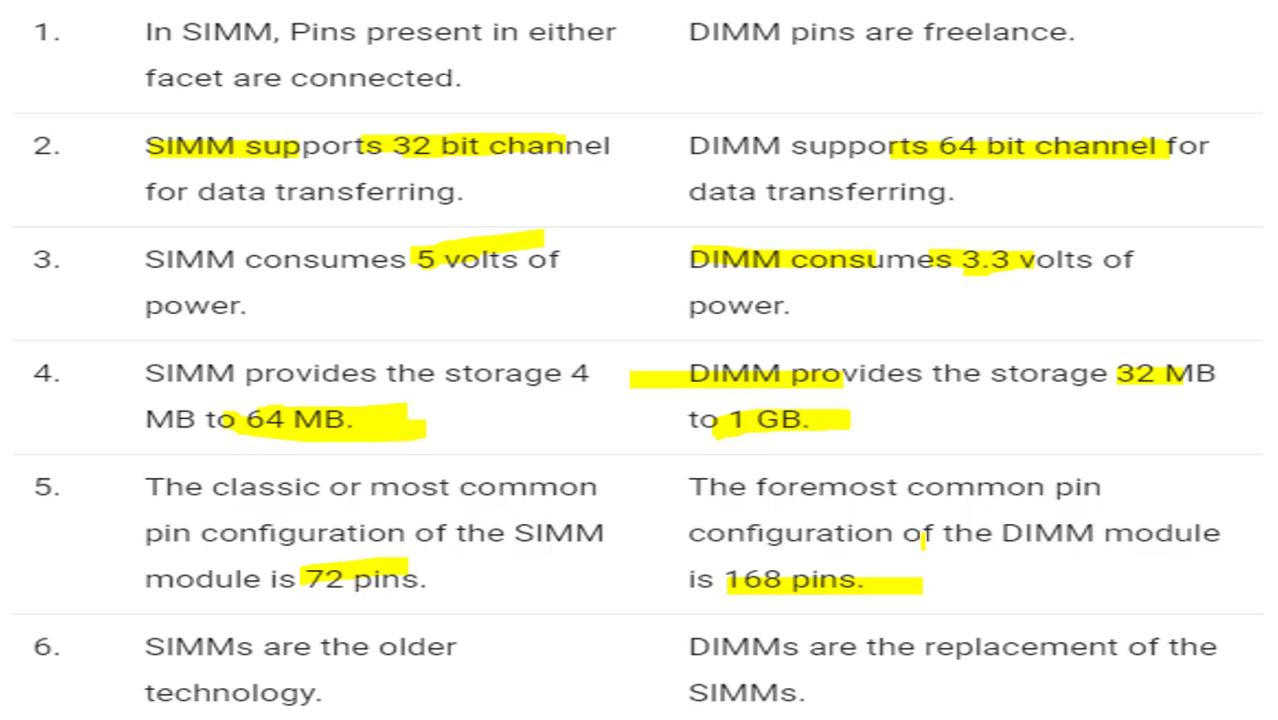 1. In SIMM, Pins present in either DIMM pins are freelance.
facet are connected.
2. SIMM supports 32 bit channel DIMM supports 64 bit channel for
for data transferring. data transferring.
3. SIMM consumes 5 volts of DIMM consumes 3.3 volts of
power. power.
4. SIMM provides the storage 4 DIMM provides the storage 32 MB
MB to 64 MB. to 1 GB.
5. The classic or most common The foremost common pin
pin configuration of the SIMM configuration of the DIMM module
module is 72 pins. is 168 pins.
6. SIMMs are the older DIMMs are the replacement of the
technology. SIMMs.